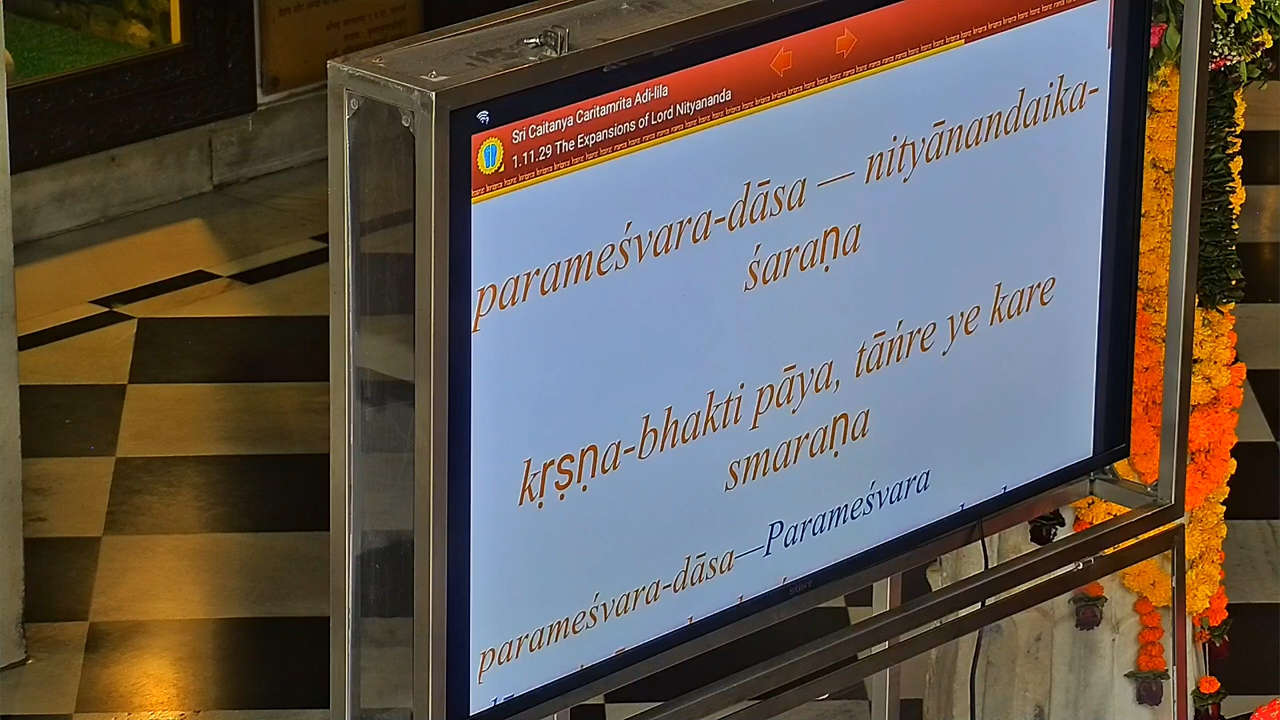 Sri Caitanya Caritamrita Adi-lila
1.11.29 The Expansions of Lord Nityananda
parameśvara-dāsa — nityānandaika-
śaraṇa
kṛṣṇa-bhakti pāya, tāṅre ye kare
smaraṇa
parameśvara-dāsa—Parameśvara
SONY